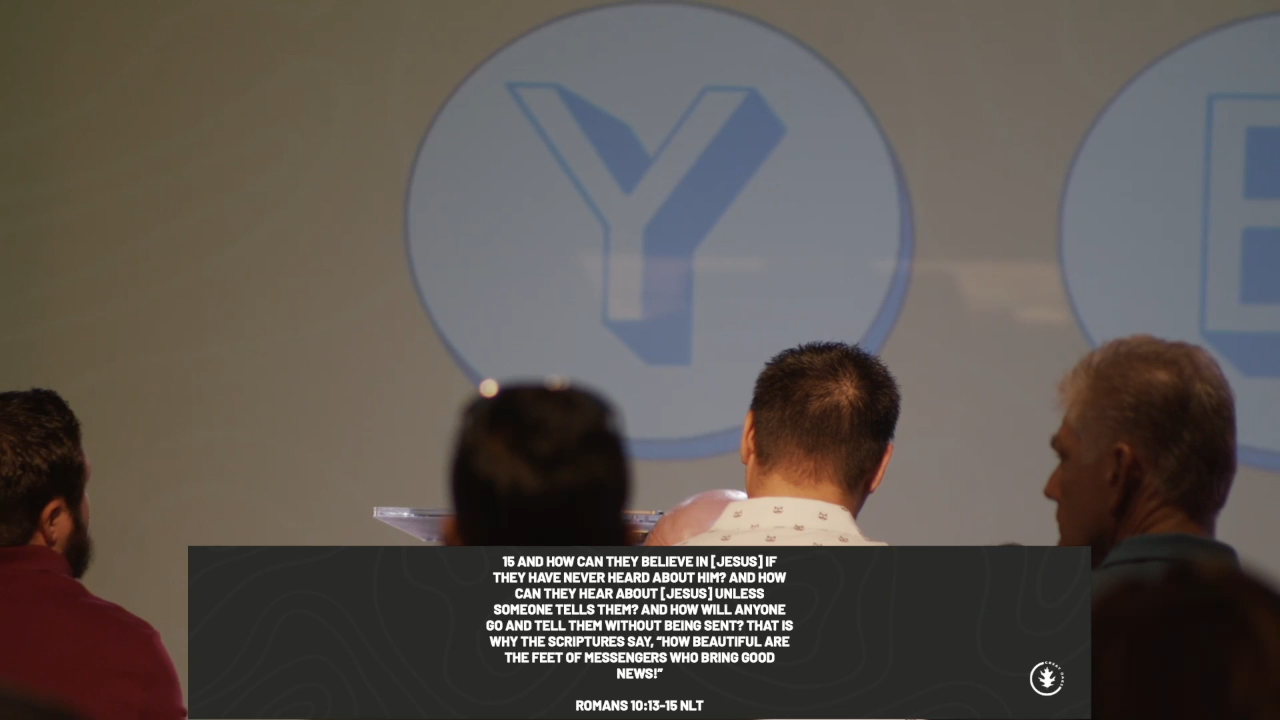 Y
E
15 AND HOW CAN THEY BELIEVE IN [JESUS] IF
THEY HAVE NEVER HEARD ABOUT HIM? AND HOW
CAN THEY HEAR ABOUT [JESUS] UNLESS
SOMEONE TELLS THEM? AND HOW WILL ANYONE
GO AND TELL THEM WITHOUT BEING SENT? THAT IS
WHY THE SCRIPTURES SAY, “HOW BEAUTIFUL ARE
THE FEET OF MESSENGERS WHO BRING GOOD
NEWS!”
ROMANS 10:13-15 NLT